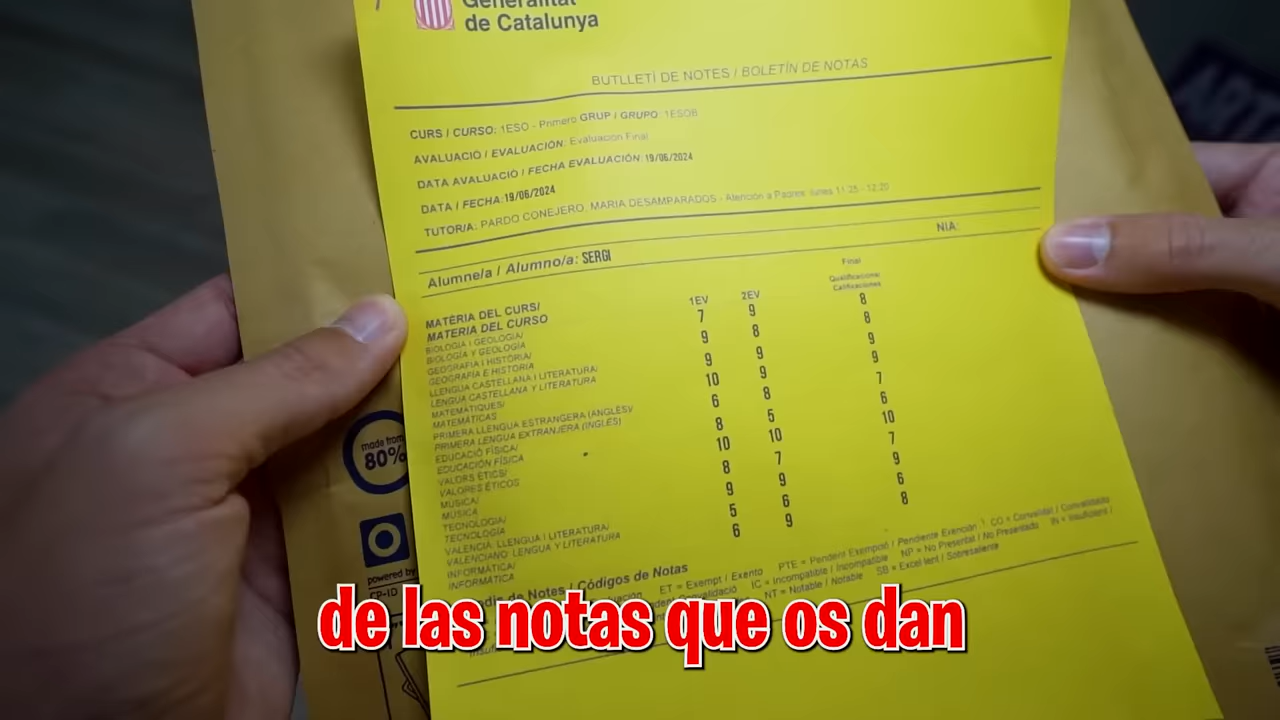 Generalitat
de Catalunya
BUTLLETÍ DE NOTES / BOLETÍN DE NOTAS
CURS / CURSO: 1ESO - Primero GRUP / GRUPO: 1ESOB
AVALUACIÓ / EVALUACIÓN: Evaluación Final
DATA AVALUACIÓ / FECHA EVALUACIÓN: 19/06/2024
DATA / FECHA: 19/06/2024
TUTOR/A: PARDO CONEJERO, MARIA DESAMPARADOS - Atención a Padres: lunes 11:25 - 12:20
Alumne/a / Alumno/a: SERGI NIA:
Final
MATÈRIA DEL CURS/ 1EV 2EV Qualificacions/
MATERIA DEL CURSO Calificaciones
BIOLOGIA I GEOLOGIA/ 7 9 8
BIOLOGÍA Y GEOLOGÍA
GEOGRAFIA I HISTÒRIA/ 9 8 8
GEOGRAFÍA E HISTORIA
LLENGUA CASTELLANA I LITERATURA/ 9 9 9
LENGUA CASTELLANA Y LITERATURA
MATEMÀTIQUES/ 10 9 9
MATEMÁTICAS
PRIMERA LLENGUA ESTRANGERA (ANGLÉS)/ 6 8 7
PRIMERA LENGUA EXTRANJERA (INGLÉS)
EDUCACIÓ FÍSICA/ 8 5 6
EDUCACIÓN FÍSICA
VALORS ÈTICS/ 10 10 10
VALORES ÉTICOS
MÚSICA/ 8 7 7
MÚSICA
TECNOLOGIA/ 9 9 9
TECNOLOGÍA
VALENCIÀ, LLENGUA I LITERATURA/ 5 6 6
VALENCIANO: LENGUA Y LITERATURA
INFORMÀTICA/ 6 9 8
INFORMÁTICA
de Notes / Códigos de Notas
ET = Exempt / Exento PTE = Pendent Exempció / Pendiente Exención CO = Convalidat / Convalidado
IC = Incompatible / Incompatible NP = No Presentat / No Presentado IN = Insuficient /
NT = Notable / Notable SB = Excel·lent / Sobresaliente
made from
80%
powered by
CP-ID
de las notas que os dan